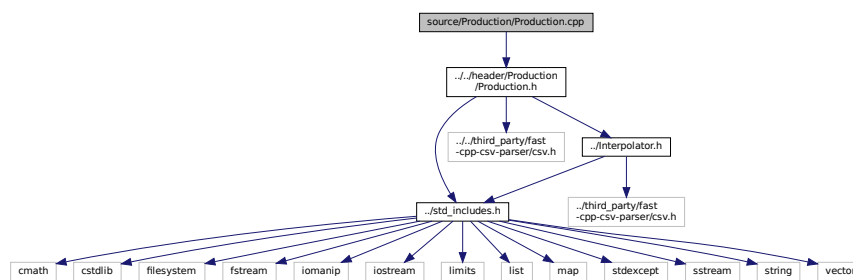 source/Production/Production.cpp
../../header/Production
/Production.h
../../third_party/fast
-cpp-csv-parser/csv.h
../Interpolator.h
../std_includes.h
../third_party/fast
-cpp-csv-parser/csv.h
cmath
cstdlib
filesystem
fstream
iomanip
iostream
limits
list
map
stdexcept
sstream
string